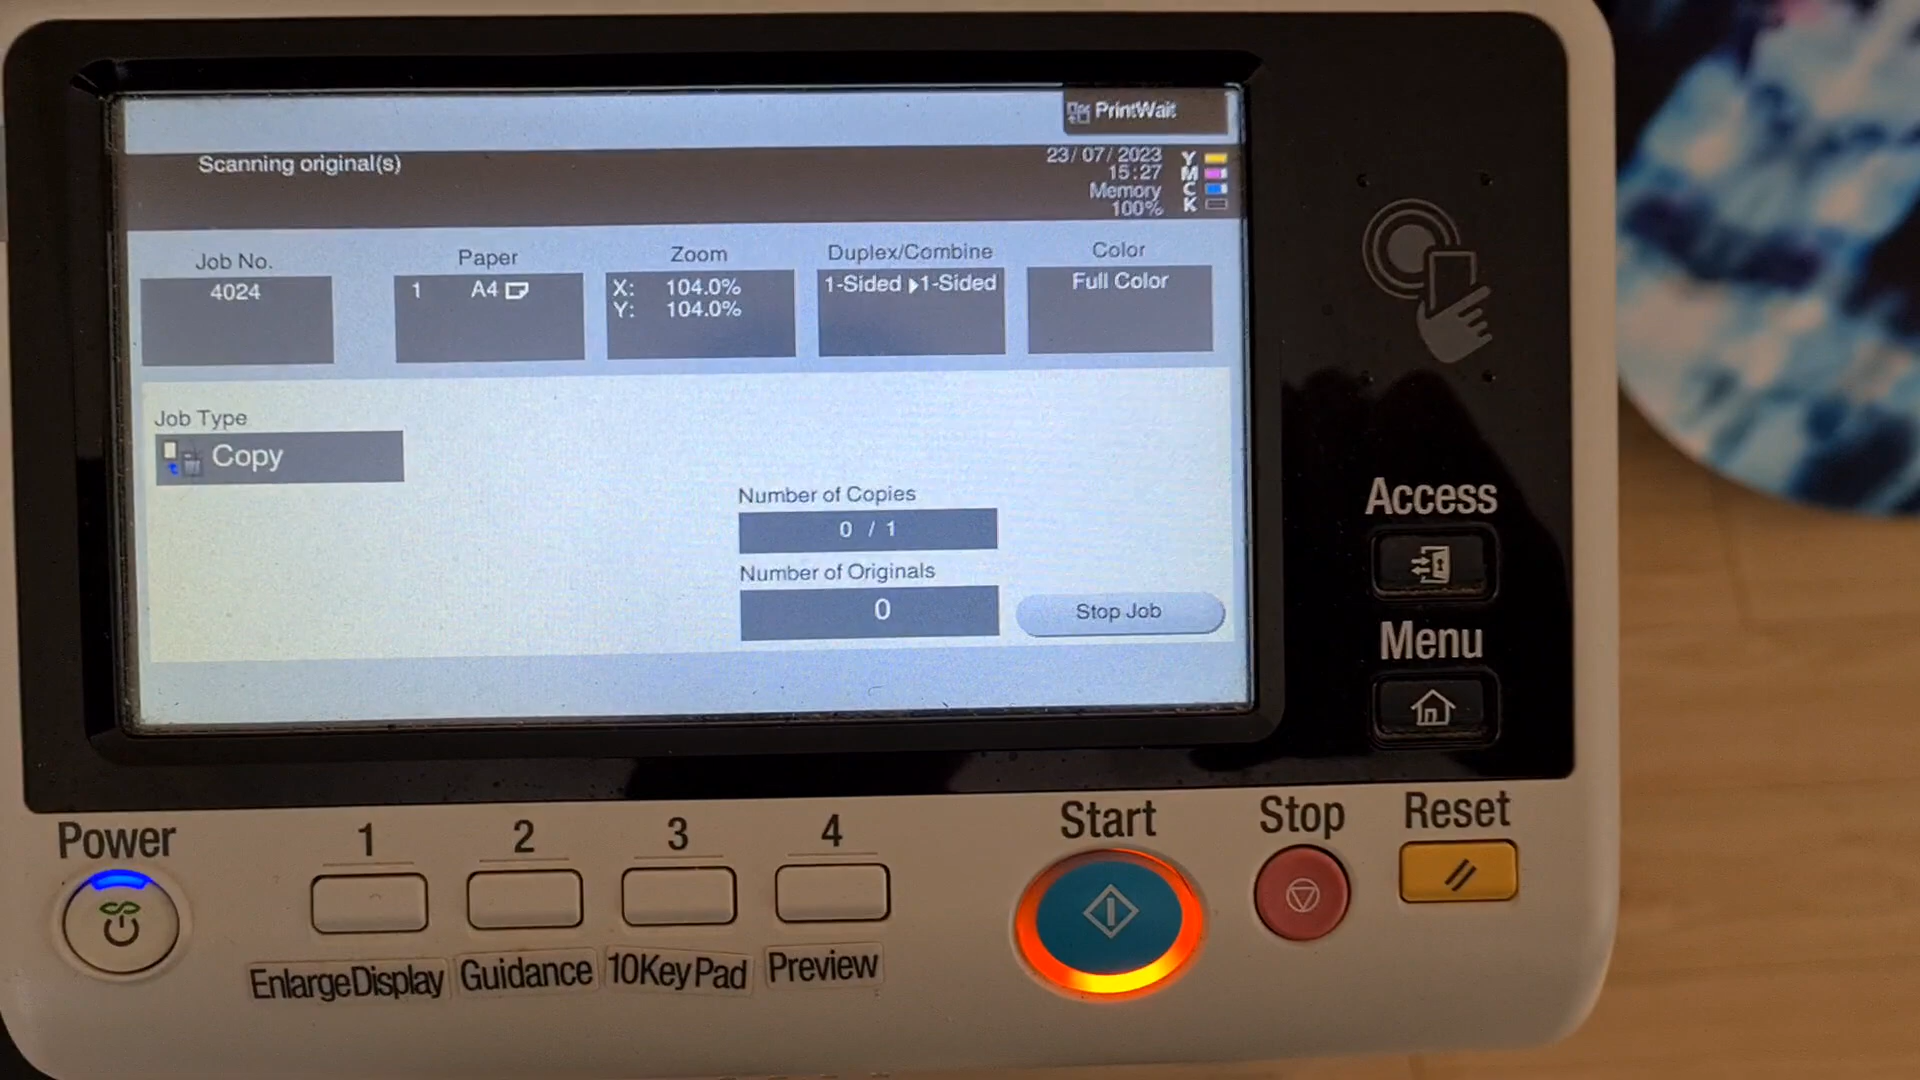 PrintWait
Scanning original(s)
23/07/2023
15:27
Memory
100%
Y
M
C
K
Job No.
4024
Paper
1 A4
Zoom
X: 104.0%
Y: 104.0%
Duplex/Combine
1-Sided ▶1-Sided
Color
Full Color
Job Type
Copy
Number of Copies
0 / 1
Number of Originals
0
Stop Job
Access
Menu
Power
1
2
3
4
Start
Stop
Reset
EnlargeDisplay
Guidance
10KeyPad
Preview